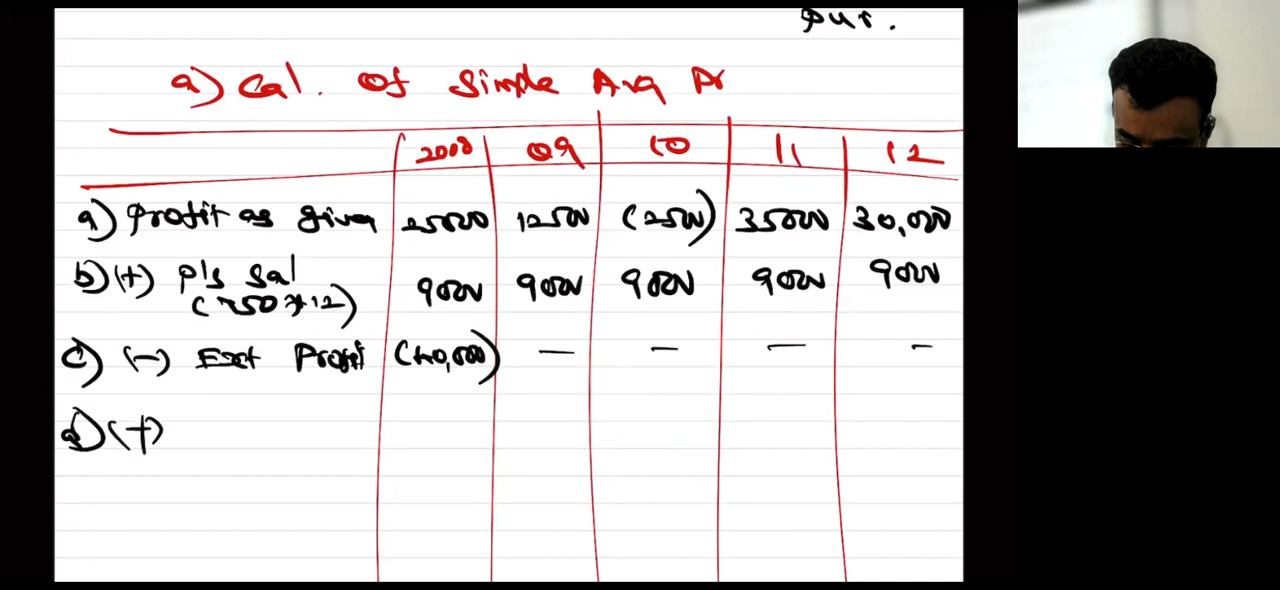 pur.
a) Cal. Of Simple Avg Pr
2008 09 10 11 12
a) Profit as given 25000 12500 (2500) 35000 30,000
b) (+) P's Sal 9000 9000 9000 9000 9000
(750 * 12)
c) (-) Ext Profit (40,000) — — — —
d) (+)